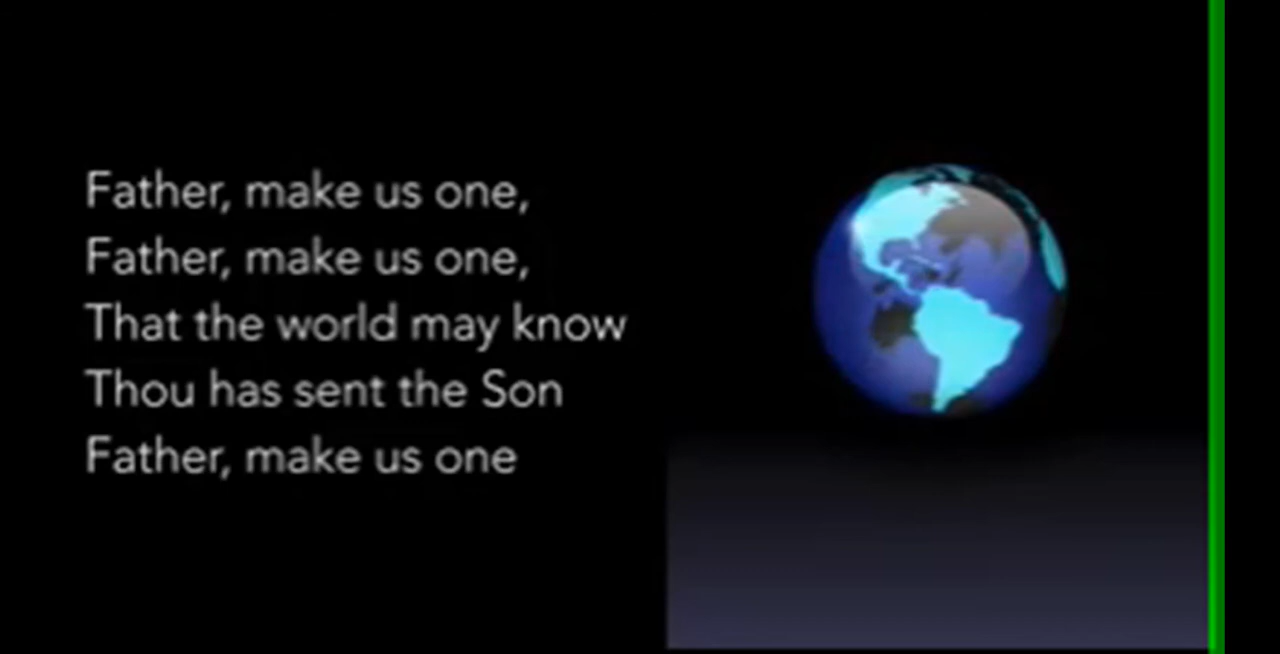 Father, make us one,
Father, make us one,
That the world may know
Thou has sent the Son
Father, make us one